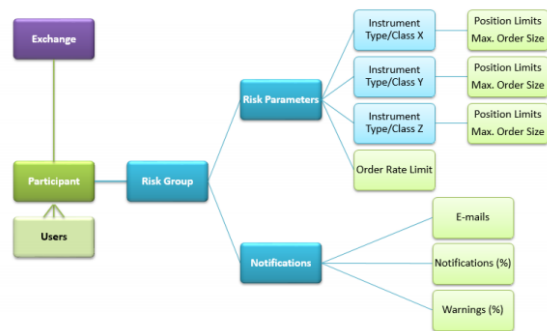 Exchange
Participant
Users
Risk Group
Risk Parameters
Instrument
Type/Class X
Position Limits
Max. Order Size
Instrument
Type/Class Y
Position Limits
Max. Order Size
Instrument
Type/Class Z
Position Limits
Max. Order Size
Order Rate Limit
Notifications
E-mails
Notifications (%)
Warnings (%)